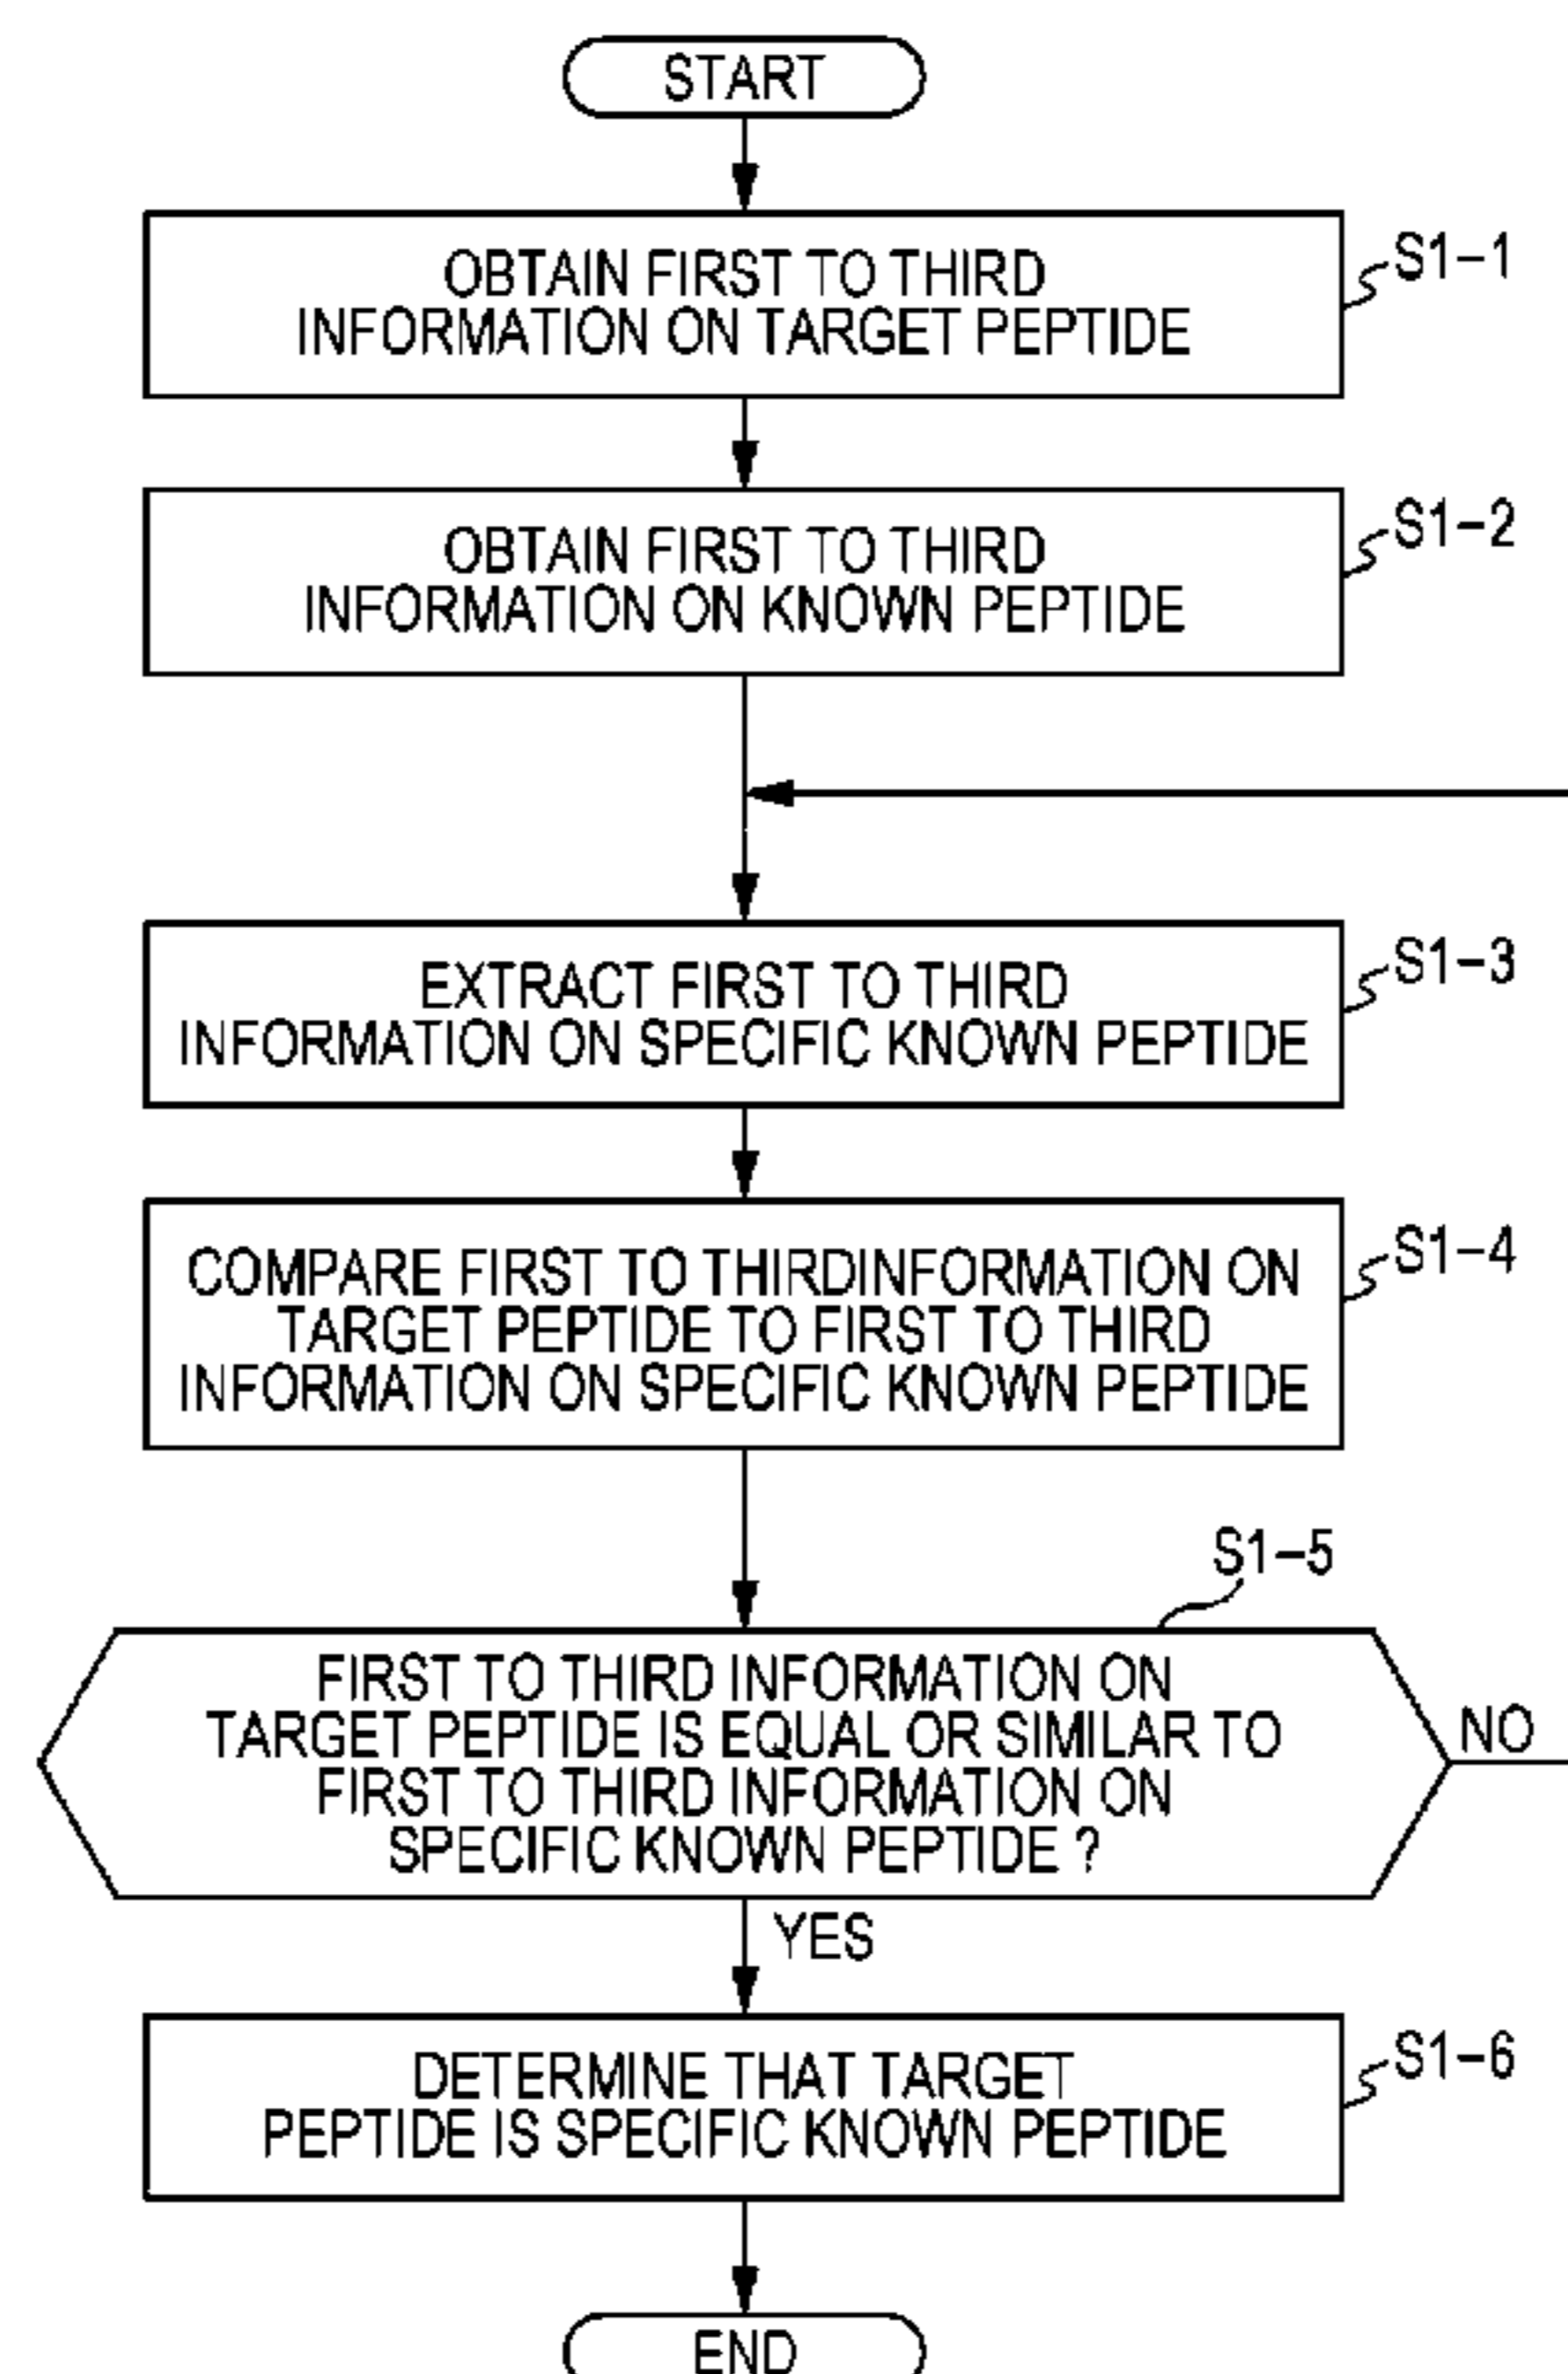 START
OBTAIN FIRST TO THIRD
INFORMATION ON TARGET PEPTIDE
S1-1
OBTAIN FIRST TO THIRD
INFORMATION ON KNOWN PEPTIDE
S1-2
EXTRACT FIRST TO THIRD
INFORMATION ON SPECIFIC KNOWN PEPTIDE
S1-3
COMPARE FIRST TO THIRDINFORMATION ON
TARGET PEPTIDE TO FIRST TO THIRD
INFORMATION ON SPECIFIC KNOWN PEPTIDE
S1-4
S1-5
FIRST TO THIRD INFORMATION ON
TARGET PEPTIDE IS EQUAL OR SIMILAR TO
FIRST TO THIRD INFORMATION ON
SPECIFIC KNOWN PEPTIDE ?
NO
YES
DETERMINE THAT TARGET
PEPTIDE IS SPECIFIC KNOWN PEPTIDE
S1-6
END